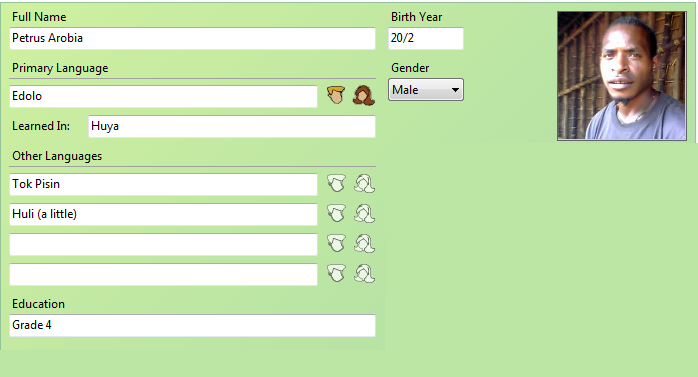 Full Name
Petrus Arobia
Birth Year
20/2
Primary Language
Edolo
Gender
Male
Learned In:
Huya
Other Languages
Tok Pisin
Huli (a little)
Education
Grade 4